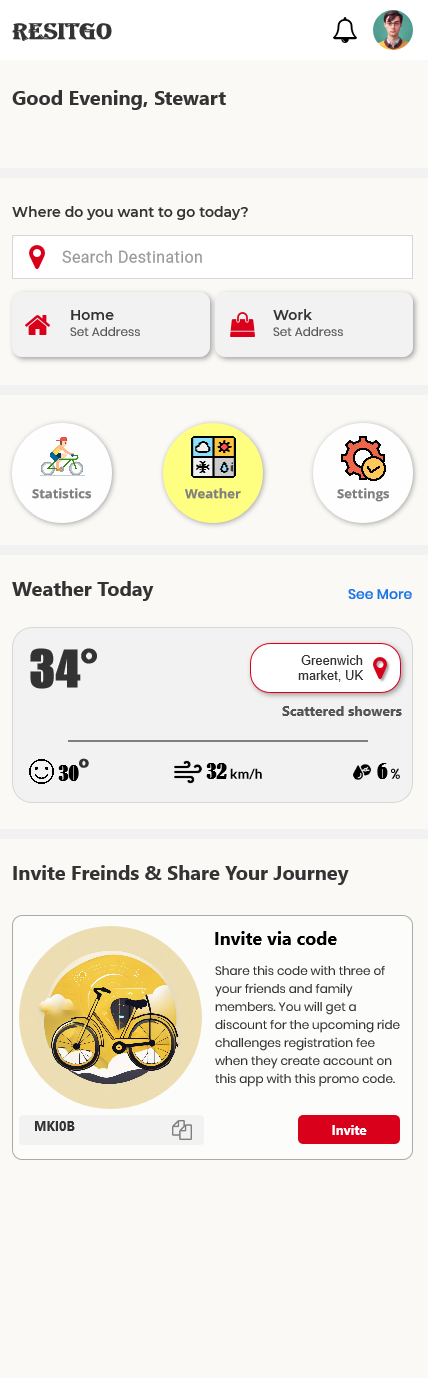 RESITGO
Good Evening, Stewart
Where do you want to go today?
Search Destination
Home
Set Address
Work
Set Address
Statistics
Weather
Settings
Weather Today
See More
34°
Greenwich
market, UK
Scattered showers
30°
32 km/h
6 %
Invite Freinds & Share Your Journey
Invite via code
Share this code with three of
your friends and family
members. You will get a
discount for the upcoming ride
challenges registration fee
when they create account on
this app with this promo code.
MKI0B
Invite